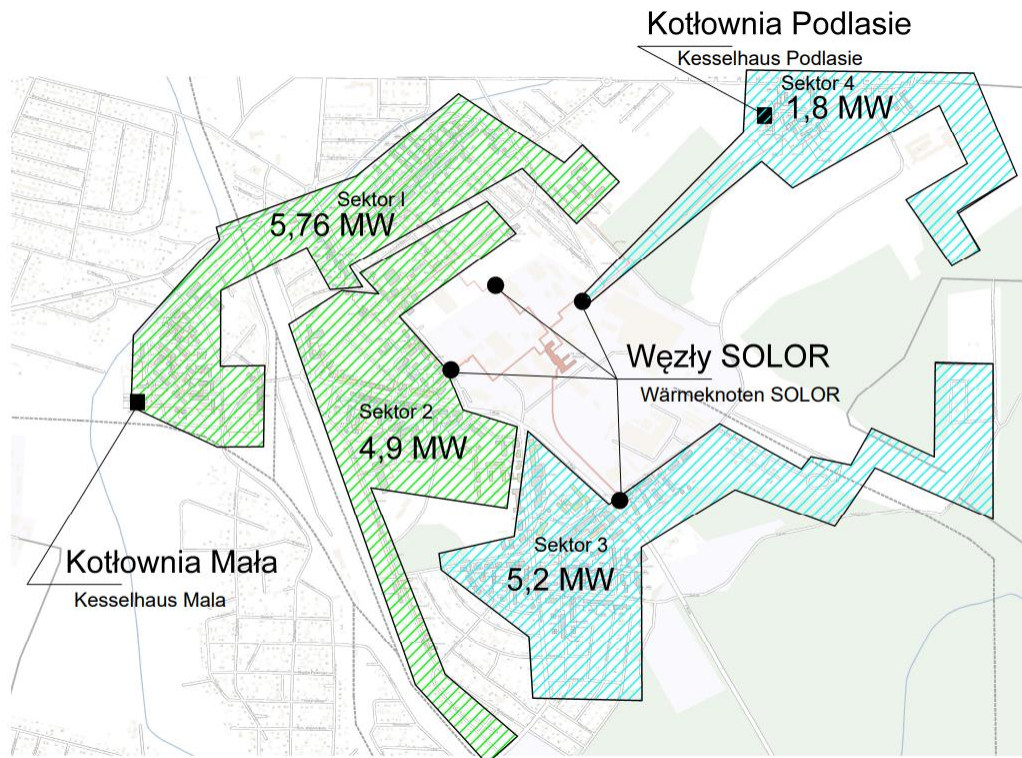 Kotłownia Podlasie
Kesselhaus Podlasie
Sektor 4
1,8 MW
Sektor I
5,76 MW
Węzły SOLOR
Wärmeknoten SOLOR
Sektor 2
4,9 MW
Sektor 3
5,2 MW
Kotłownia Mała
Kesselhaus Mala